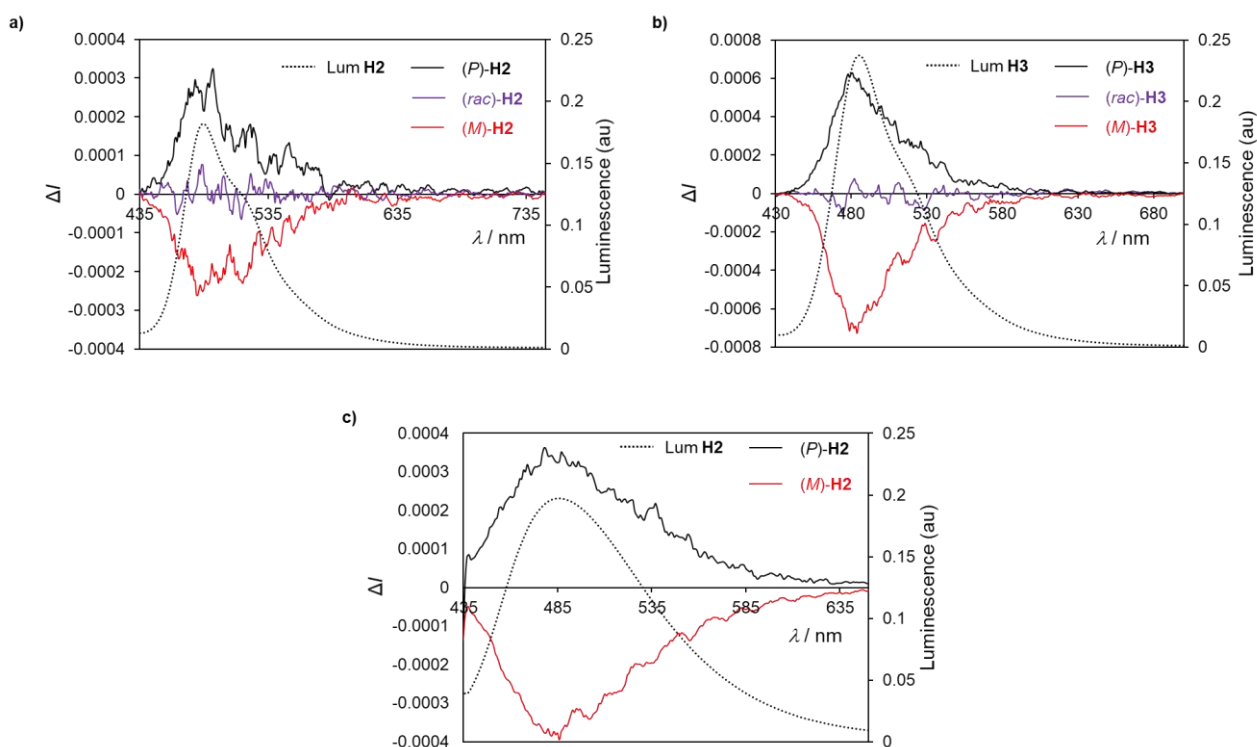 a)
0.0004
0.0003
0.0002
0.0001
0
-0.0001
-0.0002
-0.0003
-0.0004
ΔI
435
535
635
735
λ / nm
0.25
0.2
0.15
0.1
0.05
0
Luminescence (au)
Lum H2
(P)-H2
(rac)-H2
(M)-H2
b)
0.0008
0.0006
0.0004
0.0002
0
-0.0002
-0.0004
-0.0006
-0.0008
ΔI
430
480
530
580
630
680
λ / nm
0.25
0.2
0.15
0.1
0.05
0
Luminescence (au)
Lum H3
(P)-H3
(rac)-H3
(M)-H3
c)
0.0004
0.0003
0.0002
0.0001
0
-0.0001
-0.0002
-0.0003
-0.0004
ΔI
435
485
535
585
635
λ / nm
0.25
0.2
0.15
0.1
0.05
0
Luminescence (au)
Lum H2
(P)-H2
(M)-H2